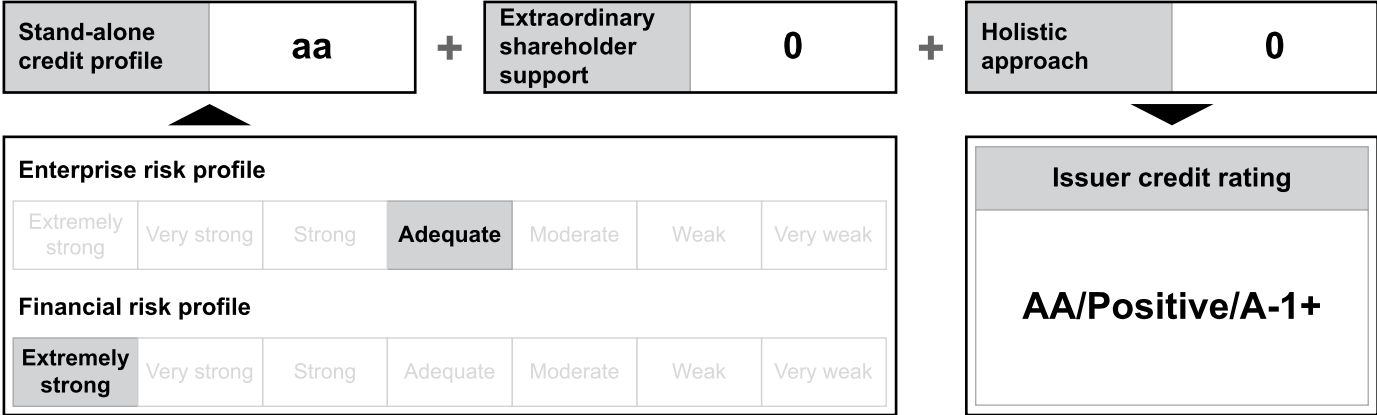 Stand-alone
credit profile
aa
+
Extraordinary
shareholder
support
0
+
Holistic
approach
0
Enterprise risk profile
Extremely
strong
Very strong
Strong
Adequate
Moderate
Weak
Very weak
Financial risk profile
Extremely
strong
Very strong
Strong
Adequate
Moderate
Weak
Very weak
Issuer credit rating
AA/Positive/A-1+